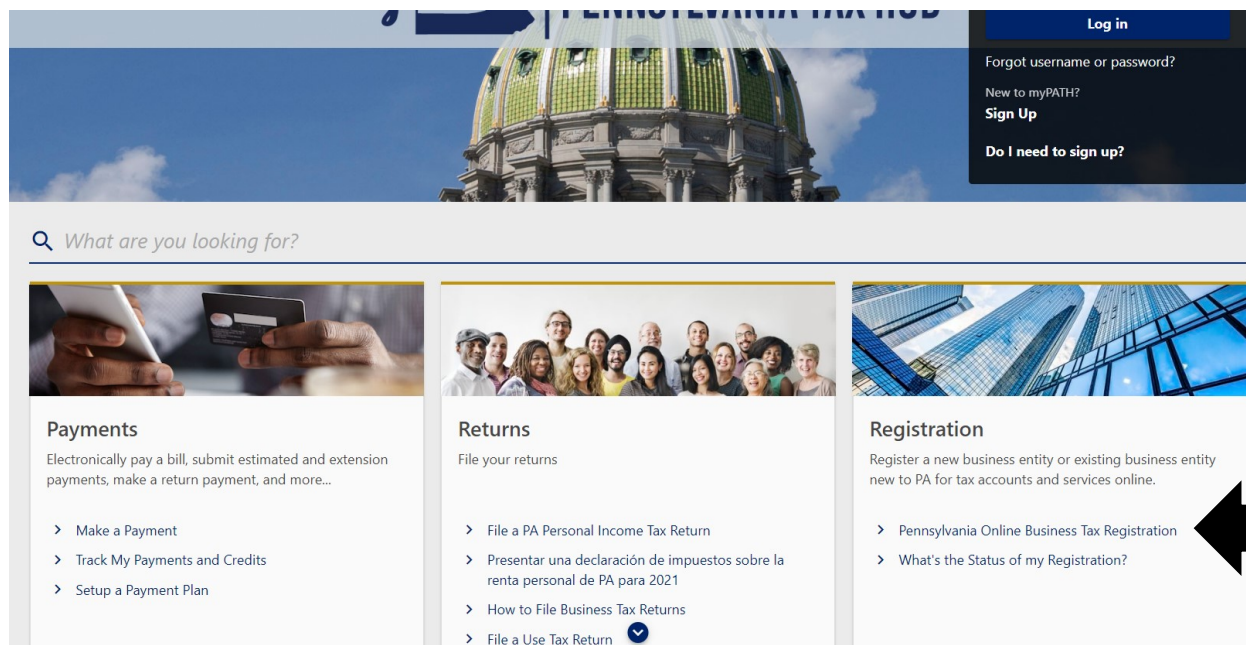 PENNSYLVANIA TAX HUB
Log in
Forgot username or password?
New to myPATH?
Sign Up
Do I need to sign up?
What are you looking for?
Payments
Electronically pay a bill, submit estimated and extension
payments, make a return payment, and more...
Make a Payment
Track My Payments and Credits
Setup a Payment Plan
Returns
File your returns
File a PA Personal Income Tax Return
Presentar una declaración de impuestos sobre la
renta personal de PA para 2021
How to File Business Tax Returns
File a Use Tax Return
Registration
Register a new business entity or existing business entity
new to PA for tax accounts and services online.
Pennsylvania Online Business Tax Registration
What's the Status of my Registration?